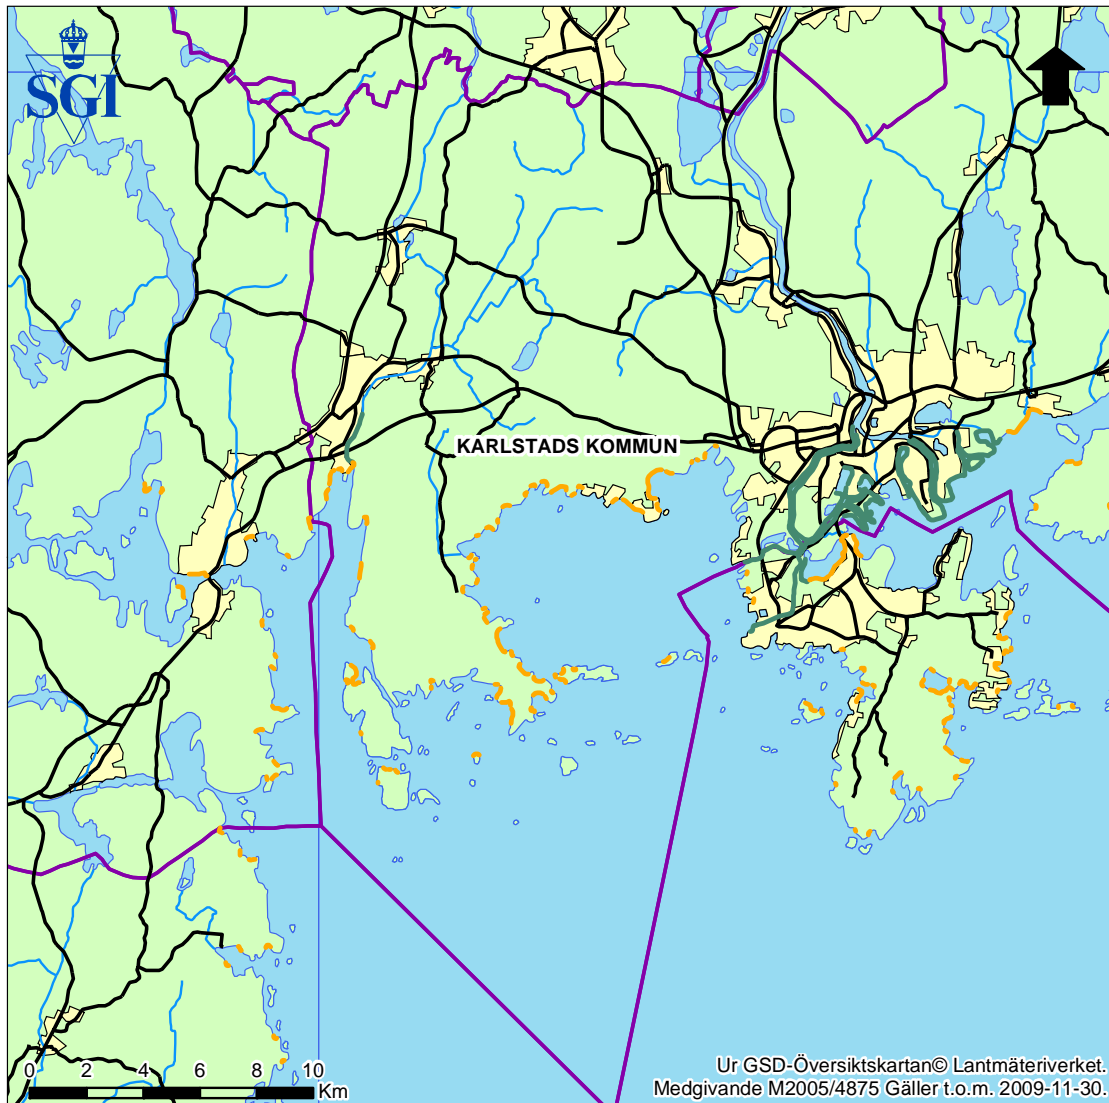 SGI
KARLSTADS KOMMUN
0 2 4 6 8 10
Km
Ur GSD-Översiktskartan© Lantmäteriverket.
Medgivande M2005/4875 Gäller t.o.m. 2009-11-30.